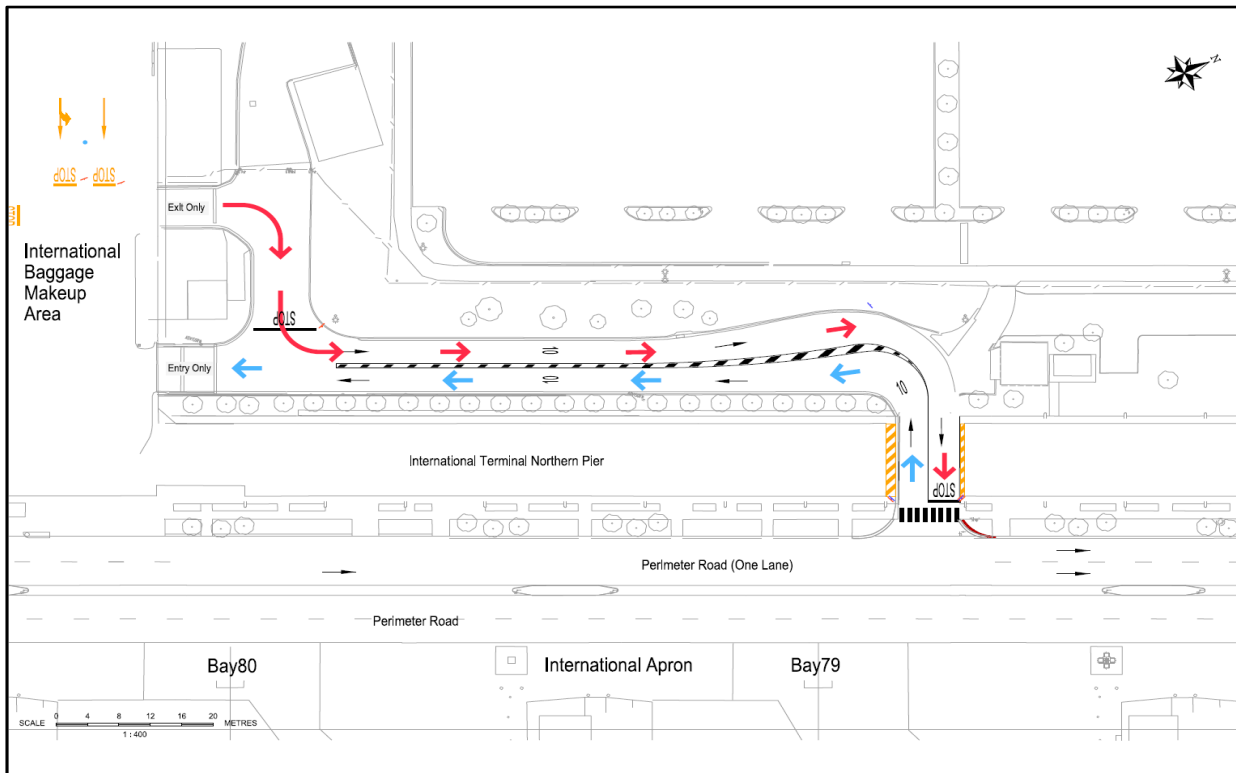 N
STOP
STOP
STOP
Exit Only
International
Baggage
Makeup
Area
STOP
10
Entry Only
10
10
International Terminal Northern Pier
STOP
Perimeter Road (One Lane)
Perimeter Road
Bay80
International Apron
Bay79
SCALE 0 4 8 12 16 20 METRES
1 : 400